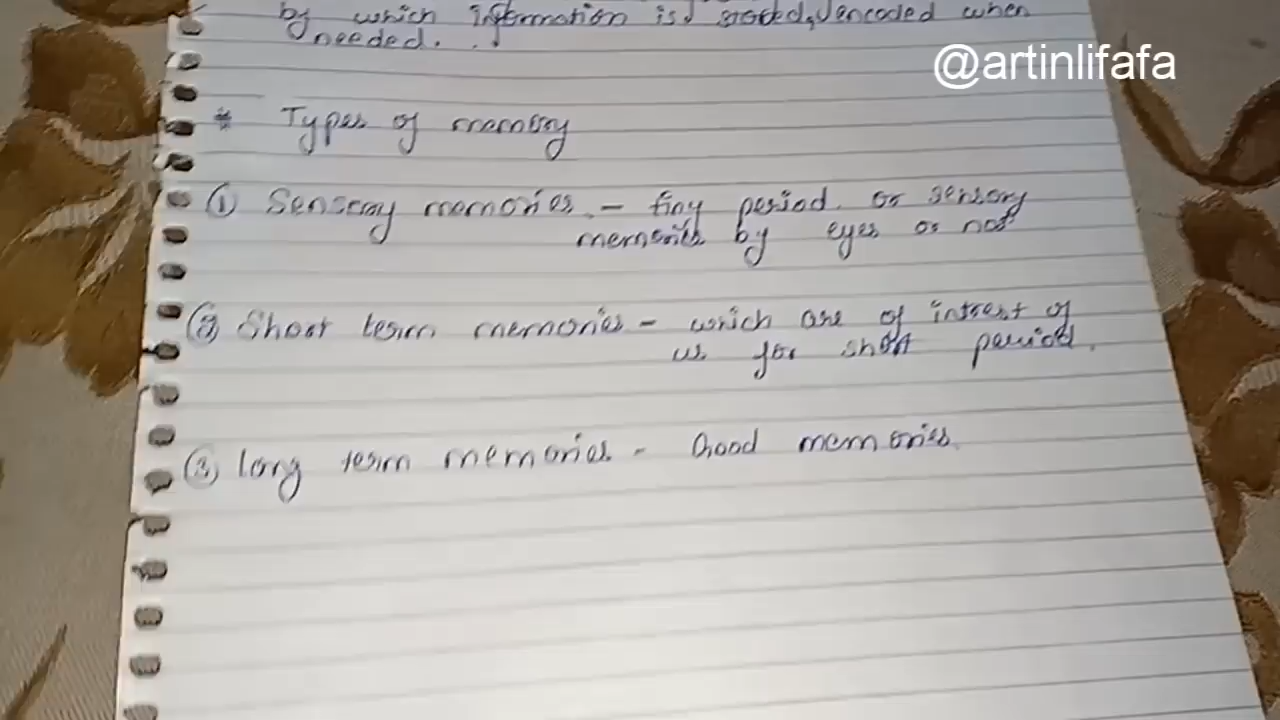 by which information is stored, encoded when
needed.
@artinlifafa
* Types of memory
① Sensory memories - tiny period. or sensory
memories by eyes or not
② Short term memories - which are of intrest of
us for short period.
③ long term memories - Good memories.